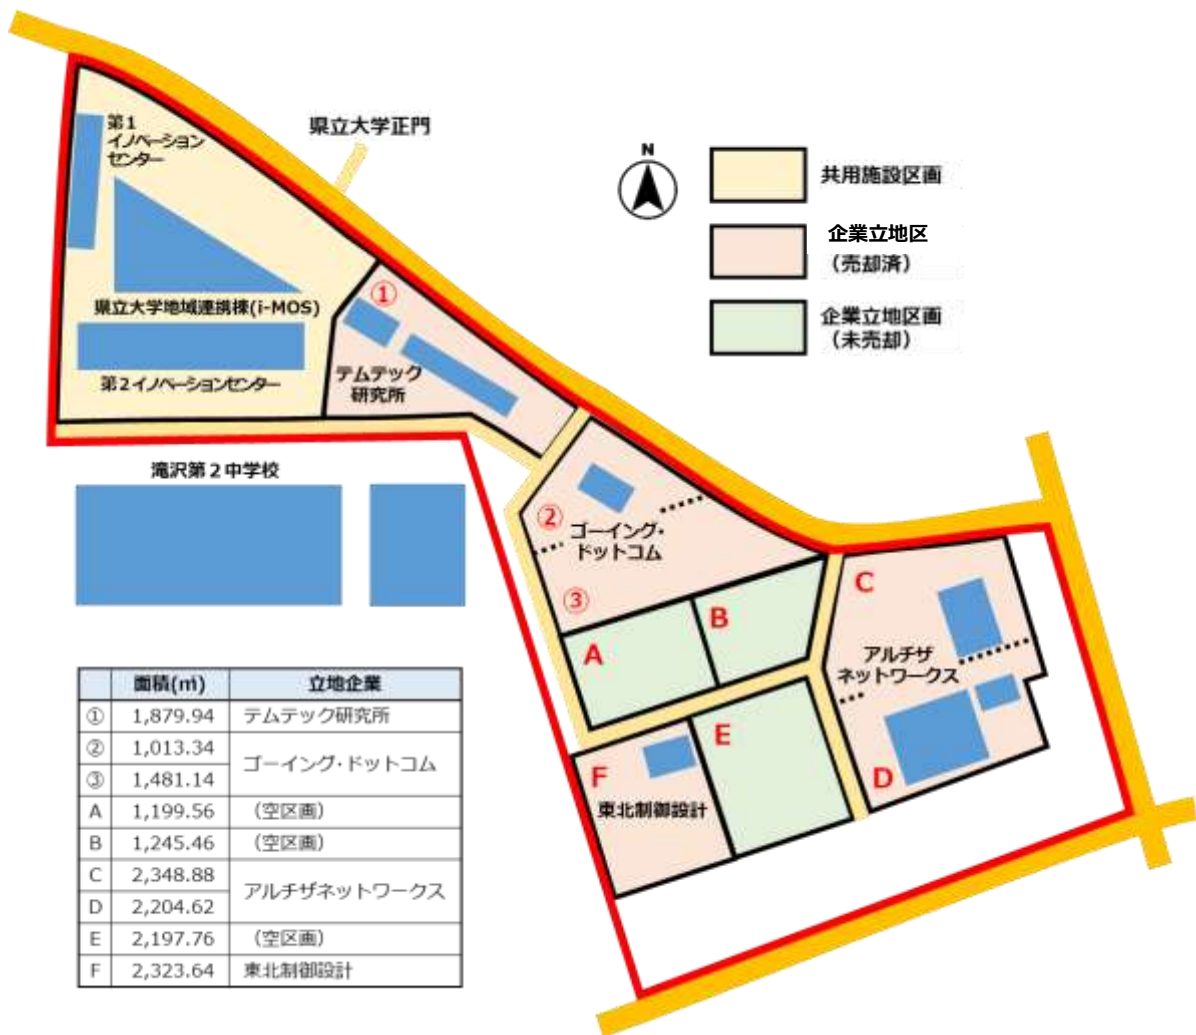 第1
イノベーション
センター
県立大学正門
N
共用施設区画
企業立地区
（売却済）
企業立地区画
（未売却）
県立大学地域連携棟(i-MOS)
第2イノベーションセンター
①
テムテック
研究所
滝沢第２中学校
②
ゴーイング・
ドットコム
③
A
B
C
アルチザ
ネットワークス
D
E
F
東北制御設計
面積(㎡) 立地企業
① 1,879.94 テムテック研究所
② 1,013.34
ゴーイング・ドットコム
③ 1,481.14
A 1,199.56 （空区画）
B 1,245.46 （空区画）
C 2,348.88
アルチザネットワークス
D 2,204.62
E 2,197.76 （空区画）
F 2,323.64 東北制御設計